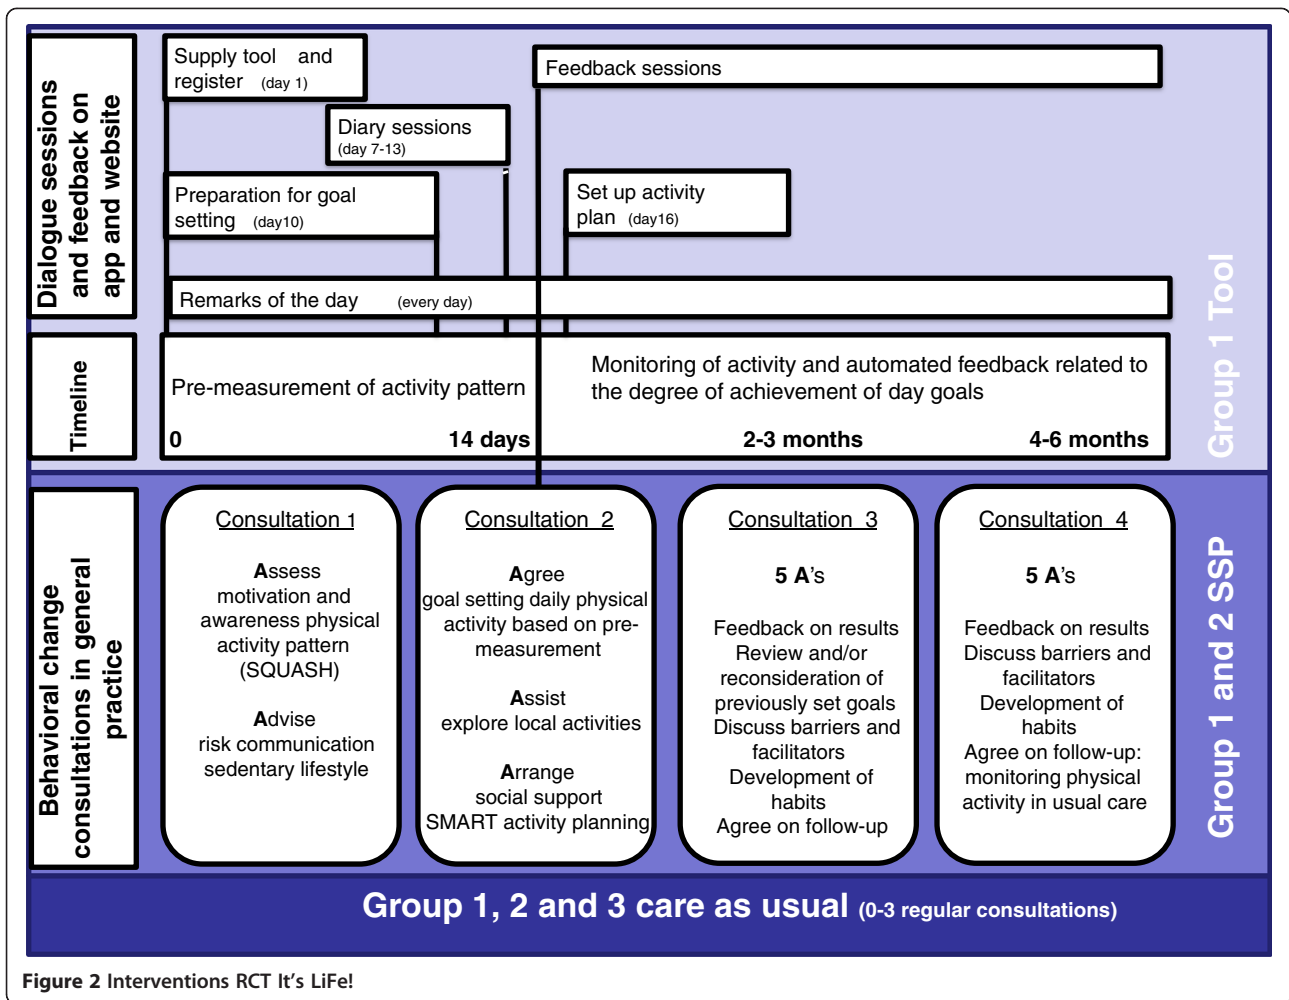 Dialogue sessions
and feedback on
app and website
Supply tool and
register (day 1)
Feedback sessions
Diary sessions
(day 7-13)
Preparation for goal
setting (day10)
Set up activity
plan (day16)
Remarks of the day (every day)
Group 1 Tool
Timeline
Pre-measurement of activity pattern
Monitoring of activity and automated feedback related to
the degree of achievement of day goals
0 14 days 2-3 months 4-6 months
Behavioral change
consultations in general
practice
Consultation 1
Assess
motivation and
awareness physical
activity pattern
(SQUASH)
Advise
risk communication
sedentary lifestyle
Consultation 2
Agree
goal setting daily physical
activity based on pre-
measurement
Assist
explore local activities
Arrange
social support
SMART activity planning
Consultation 3
5 A's
Feedback on results
Review and/or
reconsideration of
previously set goals
Discuss barriers and
facilitators
Development of
habits
Agree on follow-up
Consultation 4
5 A's
Feedback on results
Discuss barriers and
facilitators
Development of
habits
Agree on follow-up:
monitoring physical
activity in usual care
Group 1 and 2 SSP
Group 1, 2 and 3 care as usual (0-3 regular consultations)
Figure 2 Interventions RCT It's LiFe!